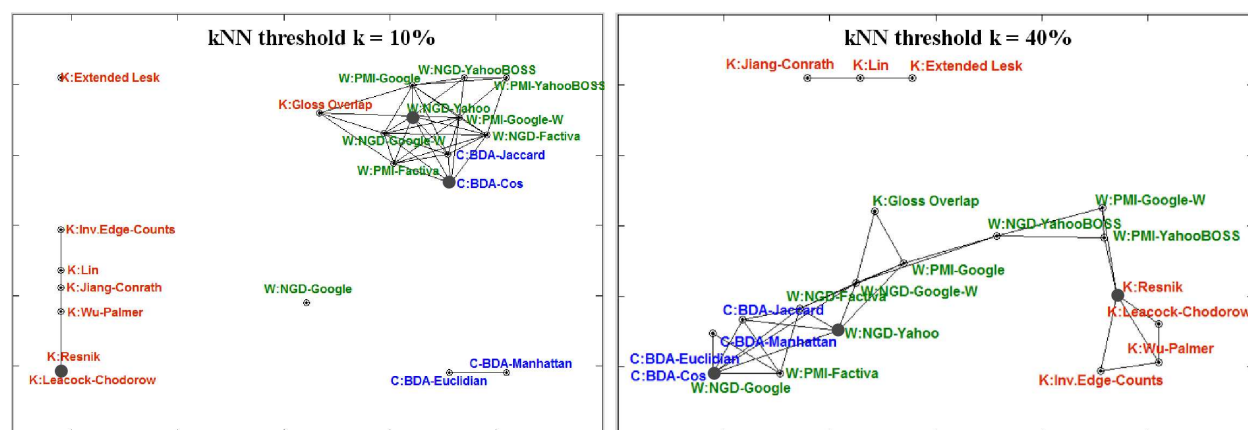 kNN threshold k = 10%
K:Extended Lesk
W:NGD-YahooBOSS
W:PMI-Google
W:PMI-YahooBOSS
K:Gloss Overlap
W:NGD-Yahoo
W:PMI-Google-W
W:NGD-Google-W
W:NGD-Factiva
C:BDA-Jaccard
W:PMI-Factiva
C:BDA-Cos
K:Inv.Edge-Counts
K:Lin
K:Jiang-Conrath
W:NGD-Google
K:Wu-Palmer
K:Resnik
C-BDA-Manhattan
K:Leacock-Chodorow
C:BDA-Euclidian
kNN threshold k = 40%
K:Jiang-Conrath
K:Lin
K:Extended Lesk
K:Gloss Overlap
W:PMI-Google-W
W:NGD-YahooBOSS
W:PMI-YahooBOSS
W:PMI-Google
W:NGD-Google-W
K:Resnik
W:NGD-Factiva
C:BDA-Jaccard
K:Leacock-Chodorow
W:NGD-Yahoo
C:BDA-Manhattan
K:Wu-Palmer
C:BDA-Euclidian
C:BDA-Cos
W:PMI-Factiva
K:Inv.Edge-Counts
W:NGD-Google